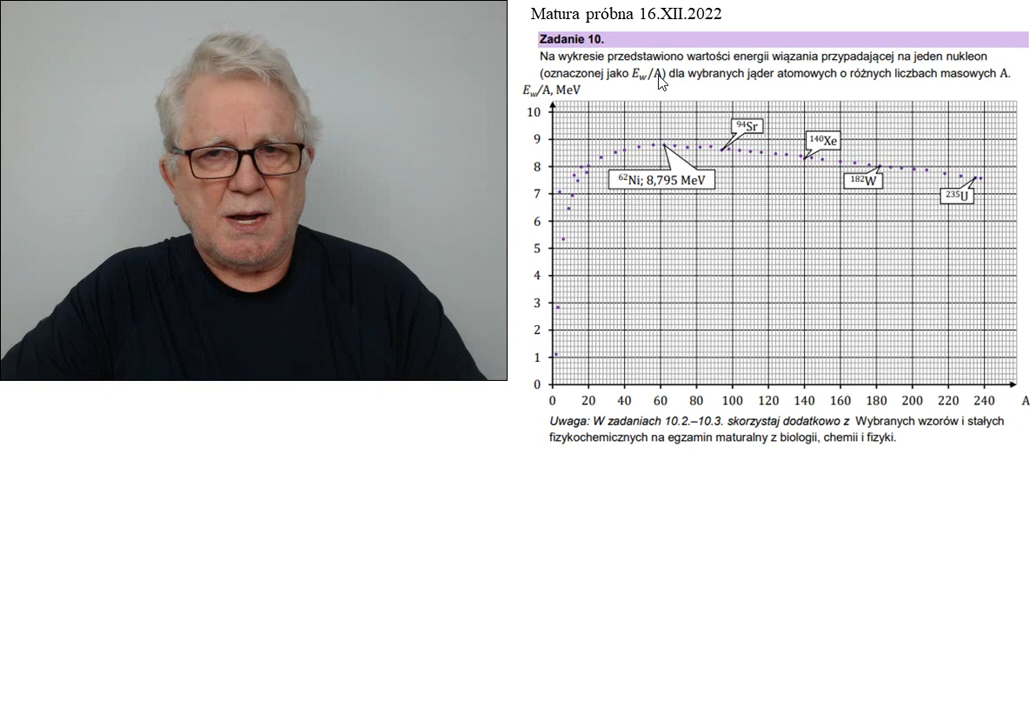 Matura próbna 16.XII.2022
Zadanie 10.
Na wykresie przedstawiono wartości energii wiązania przypadającej na jeden nukleon
(oznaczonej jako E_w/A) dla wybranych jąder atomowych o różnych liczbach masowych A.
E_w/A, MeV
10
9
8
7
6
5
4
3
2
1
0
⁹⁴Sr
¹⁴⁰Xe
⁶²Ni; 8,795 MeV
¹⁸²W
²³⁵U
0 20 40 60 80 100 120 140 160 180 200 220 240 A
Uwaga: W zadaniach 10.2.–10.3. skorzystaj dodatkowo z Wybranych wzorów i stałych
fizykochemicznych na egzamin maturalny z biologii, chemii i fizyki.